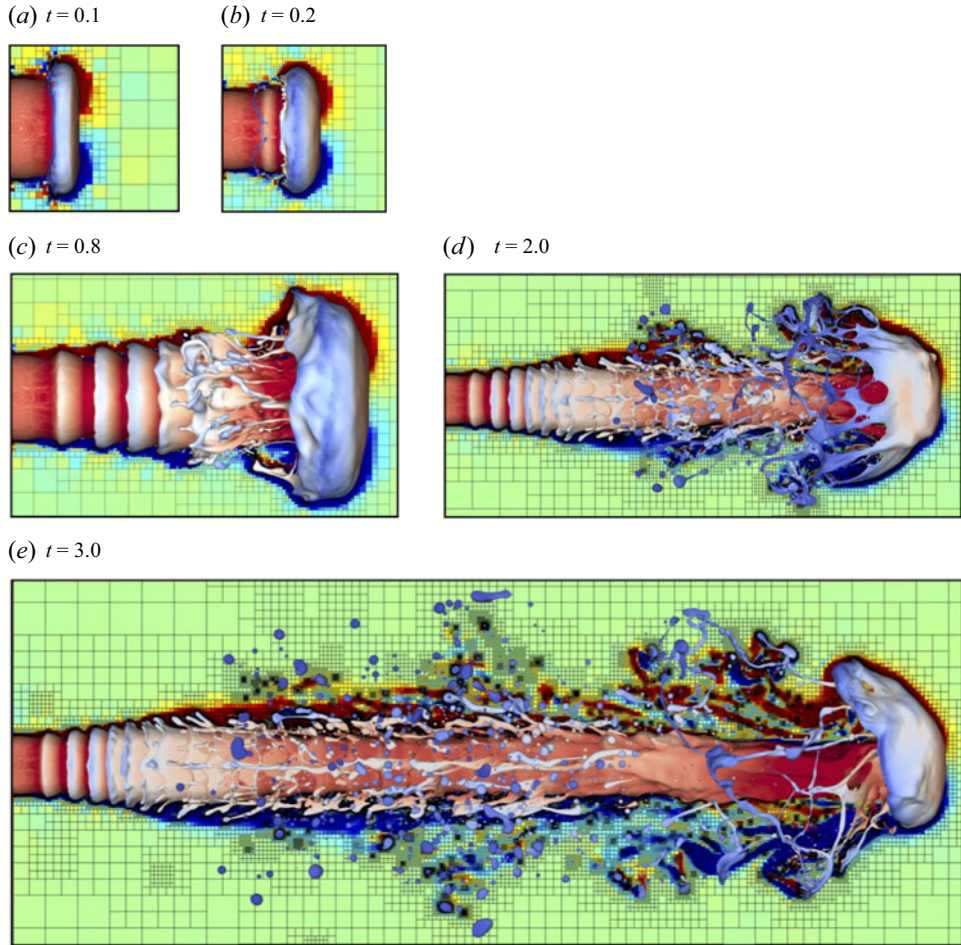 (a) t = 0.1
(b) t = 0.2
(c) t = 0.8
(d) t = 2.0
(e) t = 3.0